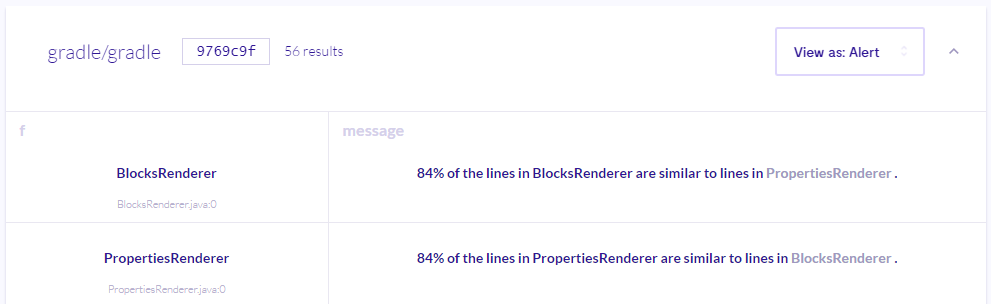 gradle/gradle 9769c9f 56 results View as: Alert
f message
BlocksRenderer 84% of the lines in BlocksRenderer are similar to lines in PropertiesRenderer .
BlocksRenderer.java:0
PropertiesRenderer 84% of the lines in PropertiesRenderer are similar to lines in BlocksRenderer .
PropertiesRenderer.java:0